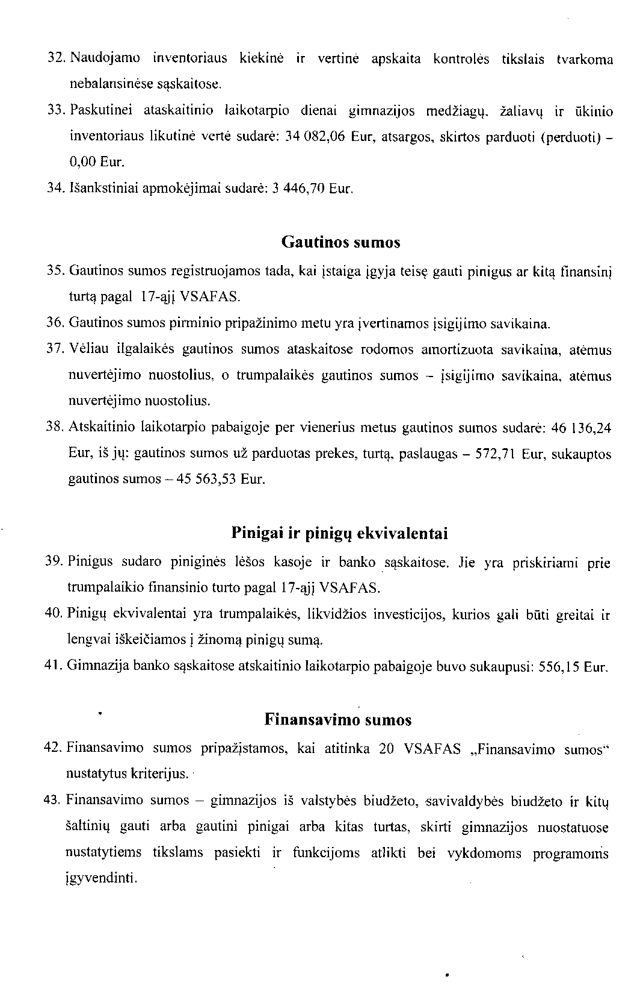 32. Naudojamo inventoriaus kiekinė ir vertinė apskaita kontrolės tikslais tvarkoma
nebalansinėse sąskaitose.
33. Paskutinei ataskaitinio laikotarpio dienai gimnazijos medžiagų, žaliavų ir ūkinio
inventoriaus likutinė vertė sudarė: 34 082,06 Eur, atsargos, skirtos parduoti (perduoti) –
0,00 Eur.
34. Išankstiniai apmokėjimai sudarė: 3 446,70 Eur.
Gautinos sumos
35. Gautinos sumos registruojamos tada, kai įstaiga įgyja teisę gauti pinigus ar kitą finansinį
turtą pagal 17-ąjį VSAFAS.
36. Gautinos sumos pirminio pripažinimo metu yra įvertinamos įsigijimo savikaina.
37. Vėliau ilgalaikės gautinos sumos ataskaitose rodomos amortizuota savikaina, atėmus
nuvertėjimo nuostolius, o trumpalaikės gautinos sumos – įsigijimo savikaina, atėmus
nuvertėjimo nuostolius.
38. Atskaitinio laikotarpio pabaigoje per vienerius metus gautinos sumos sudarė: 46 136,24
Eur, iš jų: gautinos sumos už parduotas prekes, turtą, paslaugas – 572,71 Eur, sukauptos
gautinos sumos – 45 563,53 Eur.
Pinigai ir pinigų ekvivalentai
39. Pinigus sudaro piniginės lėšos kasoje ir banko sąskaitose. Jie yra priskiriami prie
trumpalaikio finansinio turto pagal 17-ąjį VSAFAS.
40. Pinigų ekvivalentai yra trumpalaikės, likvidžios investicijos, kurios gali būti greitai ir
lengvai iškeičiamos į žinomą pinigų sumą.
41. Gimnazija banko sąskaitose atskaitinio laikotarpio pabaigoje buvo sukaupusi: 556,15 Eur.
Finansavimo sumos
42. Finansavimo sumos pripažįstamos, kai atitinka 20 VSAFAS „Finansavimo sumos“
nustatytus kriterijus.
43. Finansavimo sumos – gimnazijos iš valstybės biudžeto, savivaldybės biudžeto ir kitų
šaltinių gauti arba gautini pinigai arba kitas turtas, skirti gimnazijos nuostatuose
nustatytiems tikslams pasiekti ir funkcijoms atlikti bei vykdomoms programoms
įgyvendinti.